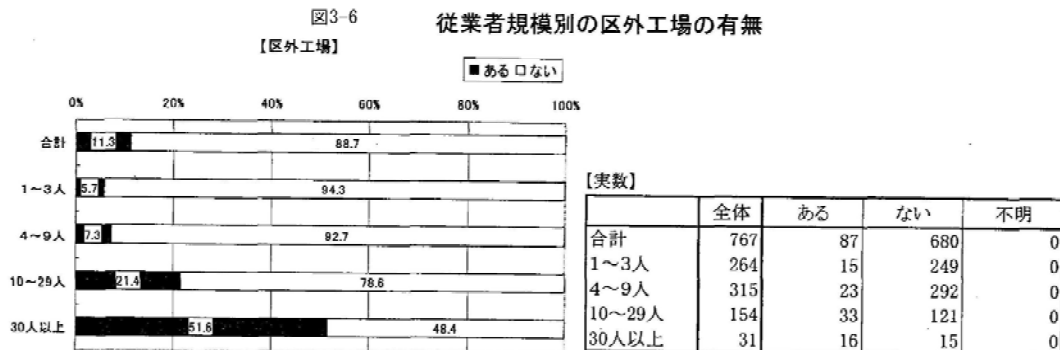 図3-6 従業者規模別の区外工場の有無
【区外工場】
■ある□ない
0% 20% 40% 60% 80% 100%
合計 11.3 88.7
1～3人 5.7 94.3
4～9人 7.3 92.7
10～29人 21.4 78.6
30人以上 51.6 48.4
【実数】
全体 ある ない 不明
合計 767 87 680 0
1～3人 264 15 249 0
4～9人 315 23 292 0
10～29人 154 33 121 0
30人以上 31 16 15 0